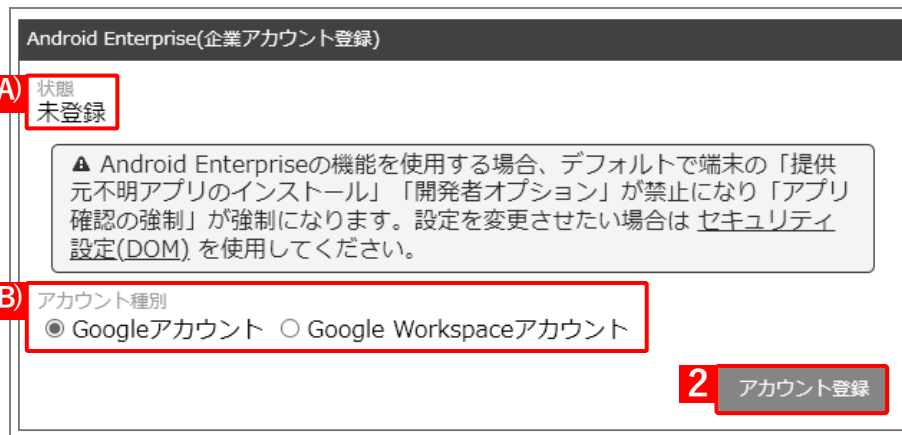 Android Enterprise(企業アカウント登録)
A)
状態
未登録
▲ Android Enterpriseの機能を使用する場合、デフォルトで端末の「提供
元不明アプリのインストール」「開発者オプション」が禁止になり「アプリ
確認の強制」が強制になります。設定を変更させたい場合は セキュリティ
設定(DOM) を使用してください。
B)
アカウント種別
Googleアカウント Google Workspaceアカウント
2 アカウント登録